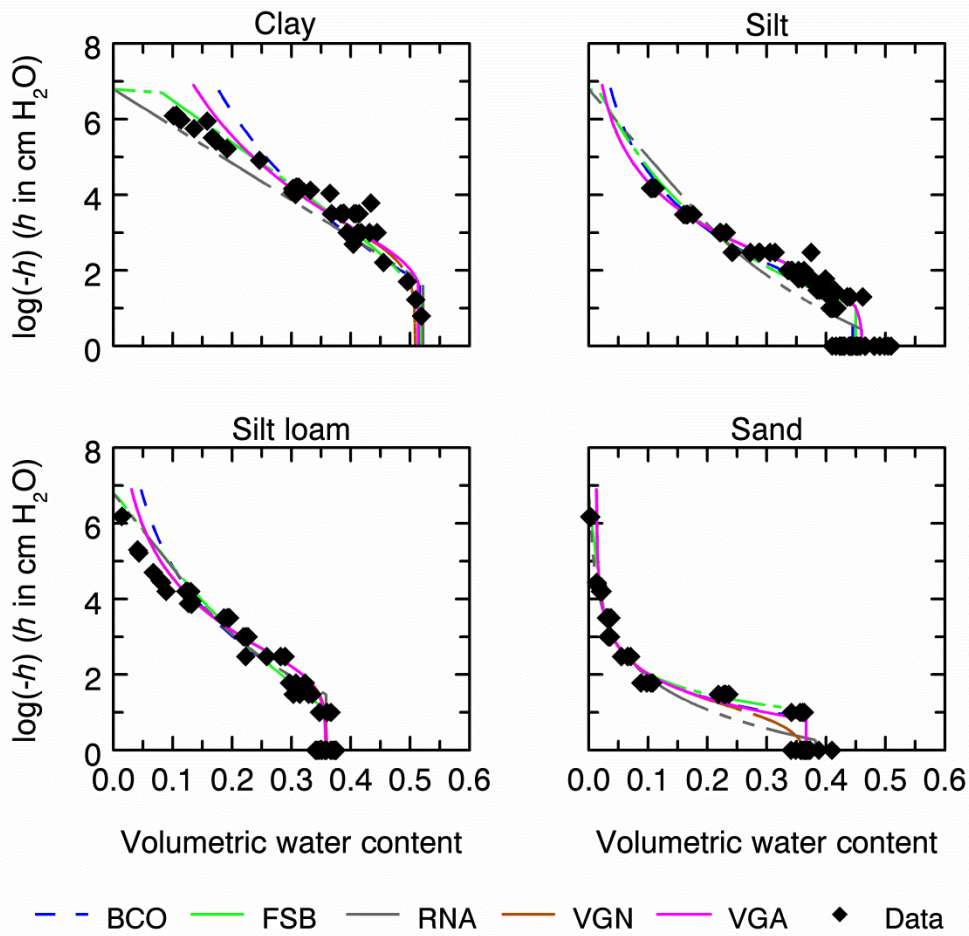 Clay
Silt
8
6
4
2
0
log(-h) (h in cm H₂O)
Silt loam
Sand
8
6
4
2
0
log(-h) (h in cm H₂O)
0.0 0.1 0.2 0.3 0.4 0.5 0.6
0.0 0.1 0.2 0.3 0.4 0.5 0.6
Volumetric water content
Volumetric water content
BCO FSB RNA VGN VGA Data